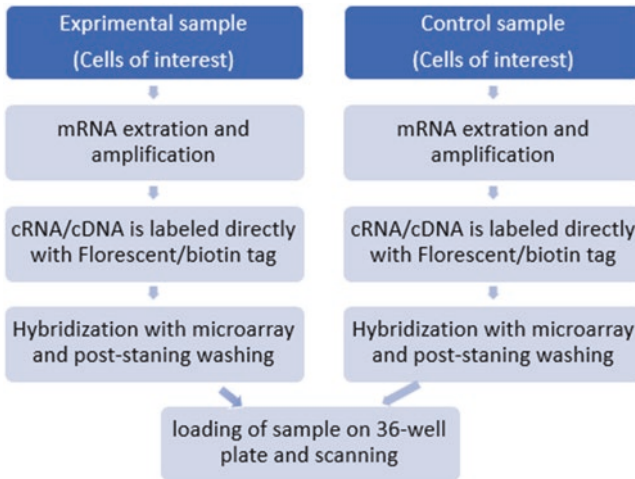 Exprimental sample
(Cells of interest)
Control sample
(Cells of interest)
mRNA extration and
amplification
mRNA extration and
amplification
cRNA/cDNA is labeled directly
with Florescent/biotin tag
cRNA/cDNA is labeled directly
with Florescent/biotin tag
Hybridization with microarray
and post-staning washing
Hybridization with microarray
and post-staning washing
loading of sample on 36-well
plate and scanning